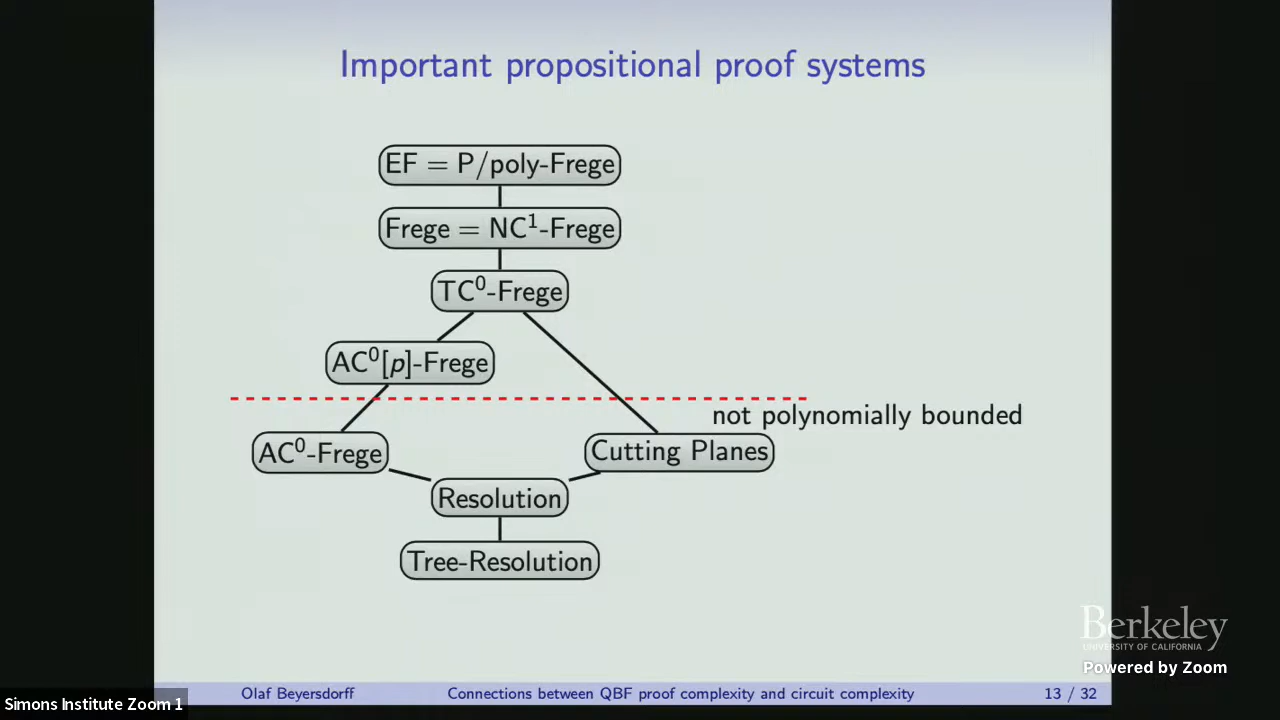 Important propositional proof systems
EF = P/poly-Frege
Frege = NC¹-Frege
TC⁰-Frege
AC⁰[p]-Frege
not polynomially bounded
AC⁰-Frege
Cutting Planes
Resolution
Tree-Resolution
Berkeley
UNIVERSITY OF CALIFORNIA
Powered by Zoom
Olaf Beyersdorff Connections between QBF proof complexity and circuit complexity 13 / 32
Simons Institute Zoom 1